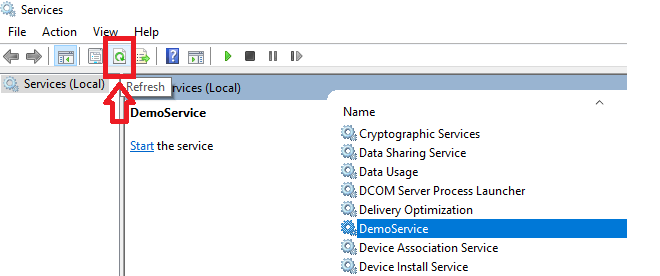 Services
File Action View Help
Services (Local)
Refresh
ervices (Local)
DemoService
Start the service
Name
Cryptographic Services
Data Sharing Service
Data Usage
DCOM Server Process Launcher
Delivery Optimization
DemoService
Device Association Service
Device Install Service